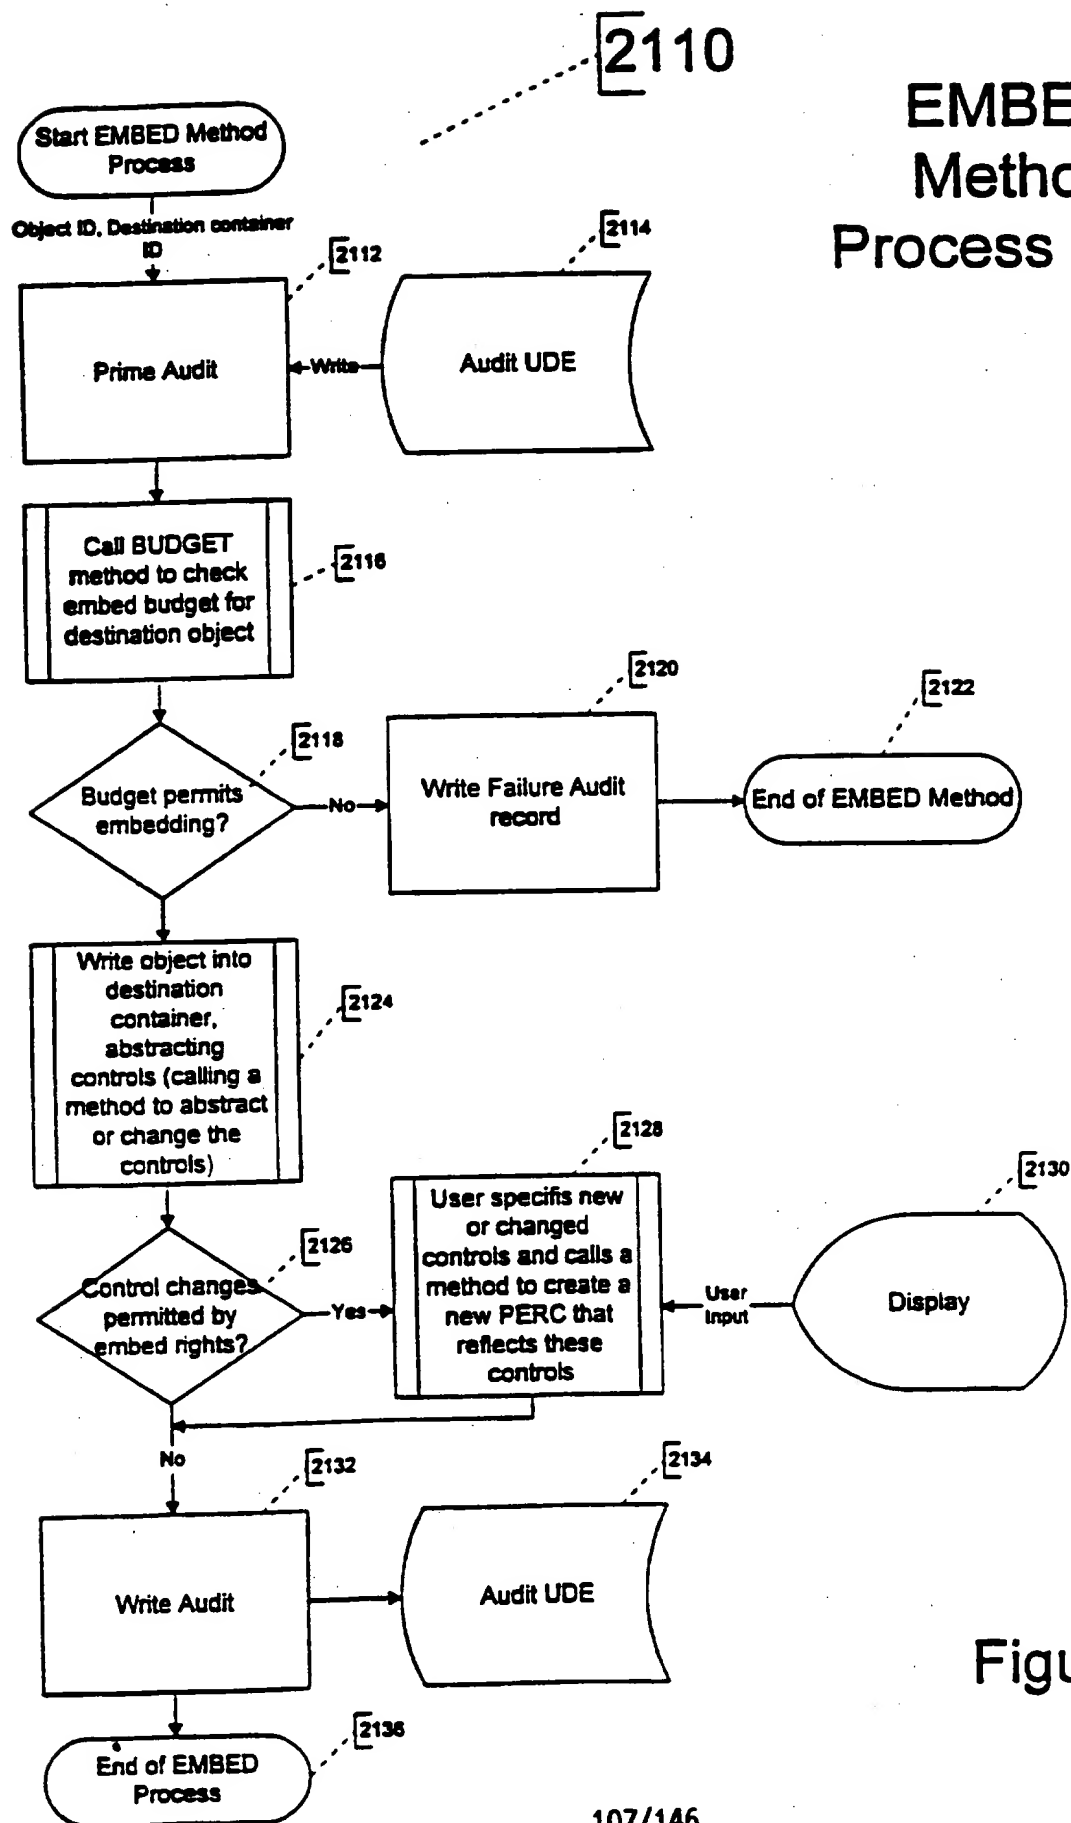 2110
EMBE
Metho
Process
Start EMBED Method
Process
Object ID, Destination container
ID
2112
2114
Prime Audit
Write
Audit UDE
Call BUDGET
method to check
embed budget for
destination object
2116
2118
Budget permits
embedding?
No
2120
Write Failure Audit
record
2122
End of EMBED Method
Write object into
destination
container,
abstracting
controls (calling a
method to abstract
or change the
controls)
2124
2126
Control changes
permitted by
embed rights?
Yes
2128
User specifis new
or changed
controls and calls a
method to create a
new PERC that
reflects these
controls
User
Input
2130
Display
No
2132
Write Audit
2134
Audit UDE
2136
End of EMBED
Process
Figu
107/146